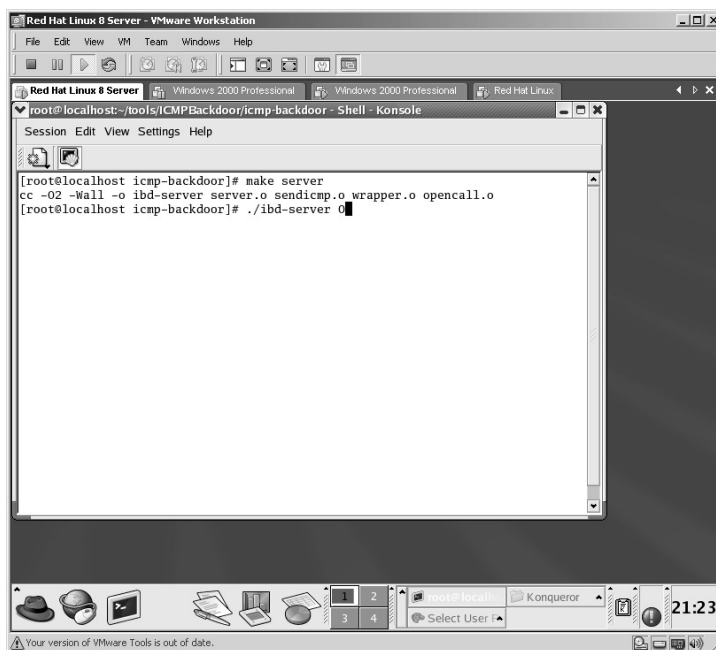 Red Hat Linux 8 Server - VMware Workstation
File Edit View VM Team Windows Help
Red Hat Linux 8 Server Windows 2000 Professional Windows 2000 Professional Red Hat Linux
root@localhost:~/tools/ICMPBackdoor/icmp-backdoor - Shell - Konsole
Session Edit View Settings Help
[root@localhost icmp-backdoor]# make server
cc -O2 -Wall -o ibd-server server.o sendicmp.o wrapper.o opencall.o
[root@localhost icmp-backdoor]# ./ibd-server 0
1 2 root@localh Konqueror
3 4 Select User
21:23
Your version of VMware Tools is out of date.